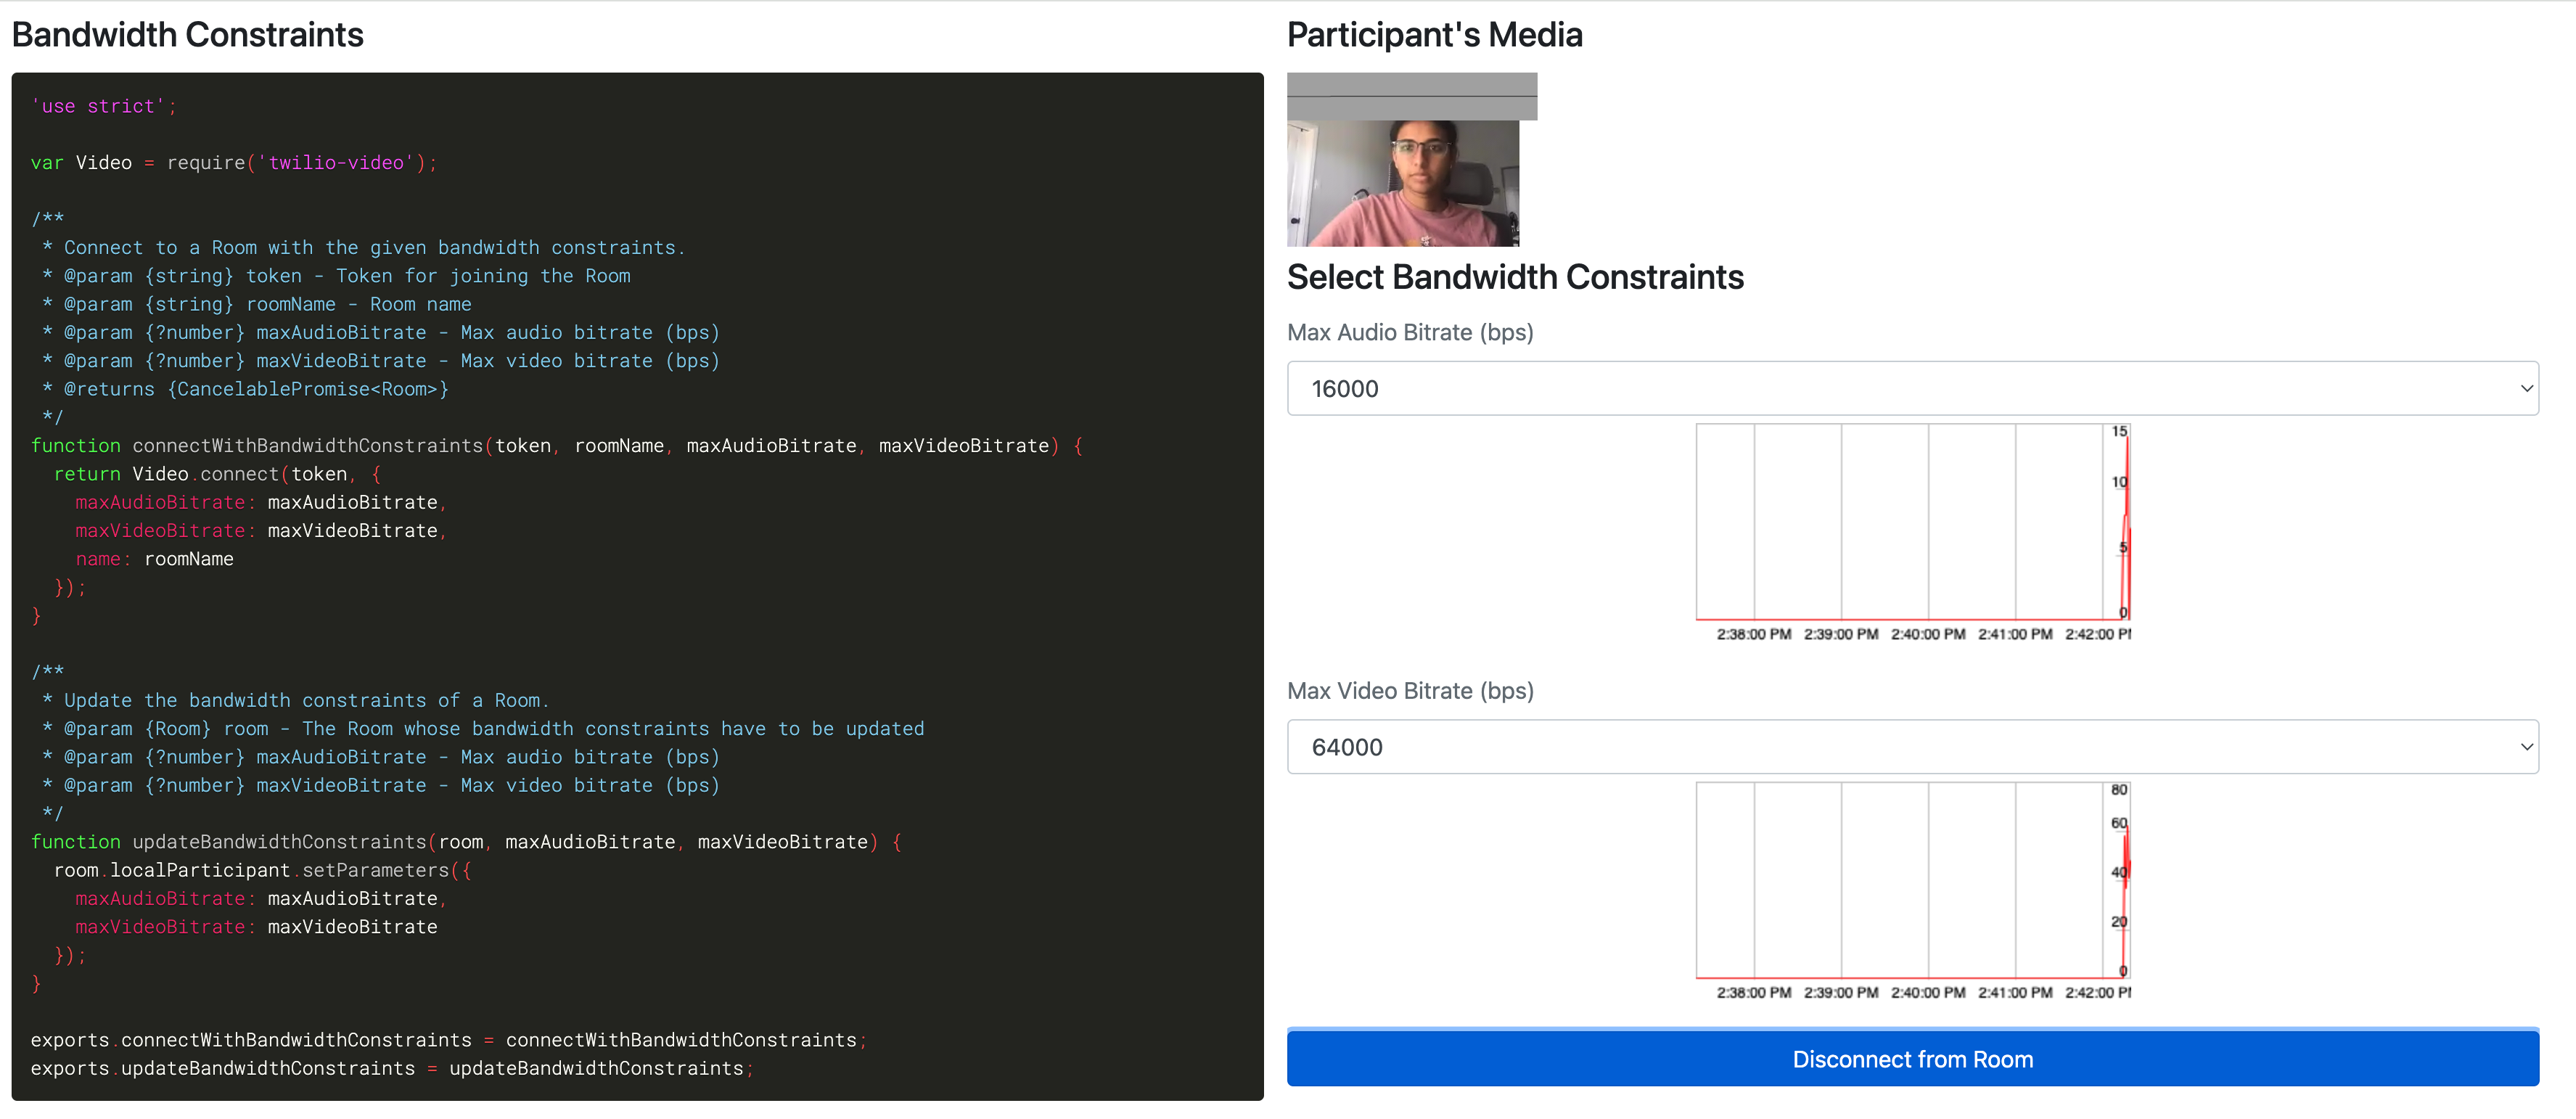 Bandwidth Constraints
'use strict';
var Video = require('twilio-video');
/**
 * Connect to a Room with the given bandwidth constraints.
 * @param {string} token - Token for joining the Room
 * @param {string} roomName - Room name
 * @param {?number} maxAudioBitrate - Max audio bitrate (bps)
 * @param {?number} maxVideoBitrate - Max video bitrate (bps)
 * @returns {CancelablePromise<Room>}
 */
function connectWithBandwidthConstraints(token, roomName, maxAudioBitrate, maxVideoBitrate) {
  return Video.connect(token, {
    maxAudioBitrate: maxAudioBitrate,
    maxVideoBitrate: maxVideoBitrate,
    name: roomName
  });
}
/**
 * Update the bandwidth constraints of a Room.
 * @param {Room} room - The Room whose bandwidth constraints have to be updated
 * @param {?number} maxAudioBitrate - Max audio bitrate (bps)
 * @param {?number} maxVideoBitrate - Max video bitrate (bps)
 */
function updateBandwidthConstraints(room, maxAudioBitrate, maxVideoBitrate) {
  room.localParticipant.setParameters({
    maxAudioBitrate: maxAudioBitrate,
    maxVideoBitrate: maxVideoBitrate
  });
}
exports.connectWithBandwidthConstraints = connectWithBandwidthConstraints;
exports.updateBandwidthConstraints = updateBandwidthConstraints;
Participant's Media
Select Bandwidth Constraints
Max Audio Bitrate (bps)
16000
15
10
5
0
2:38:00 PM 2:39:00 PM 2:40:00 PM 2:41:00 PM 2:42:00 PM
Max Video Bitrate (bps)
64000
80
60
40
20
0
2:38:00 PM 2:39:00 PM 2:40:00 PM 2:41:00 PM 2:42:00 PM
Disconnect from Room